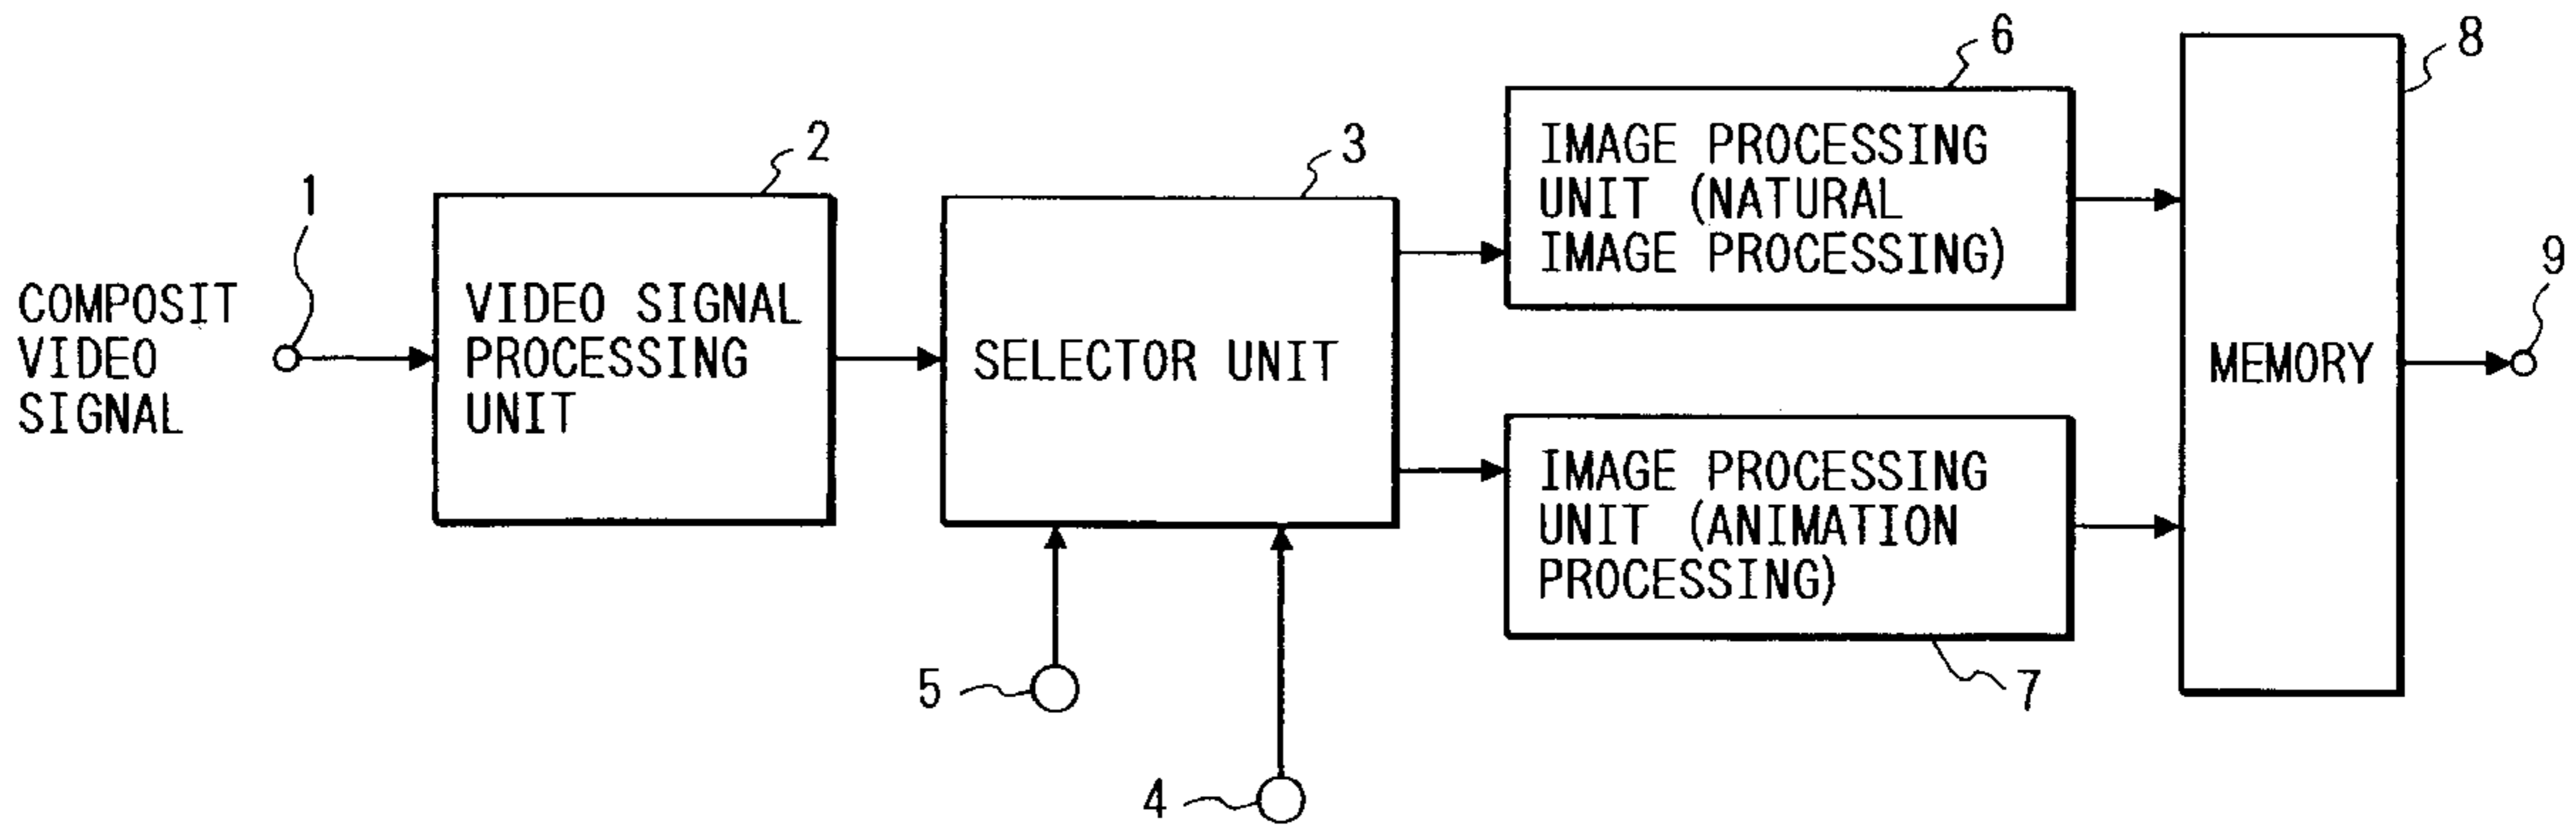 COMPOSIT
VIDEO
SIGNAL
1
VIDEO SIGNAL
PROCESSING
UNIT
2
SELECTOR UNIT
3
5
4
IMAGE PROCESSING
UNIT (NATURAL
IMAGE PROCESSING)
6
IMAGE PROCESSING
UNIT (ANIMATION
PROCESSING)
7
MEMORY
8
9